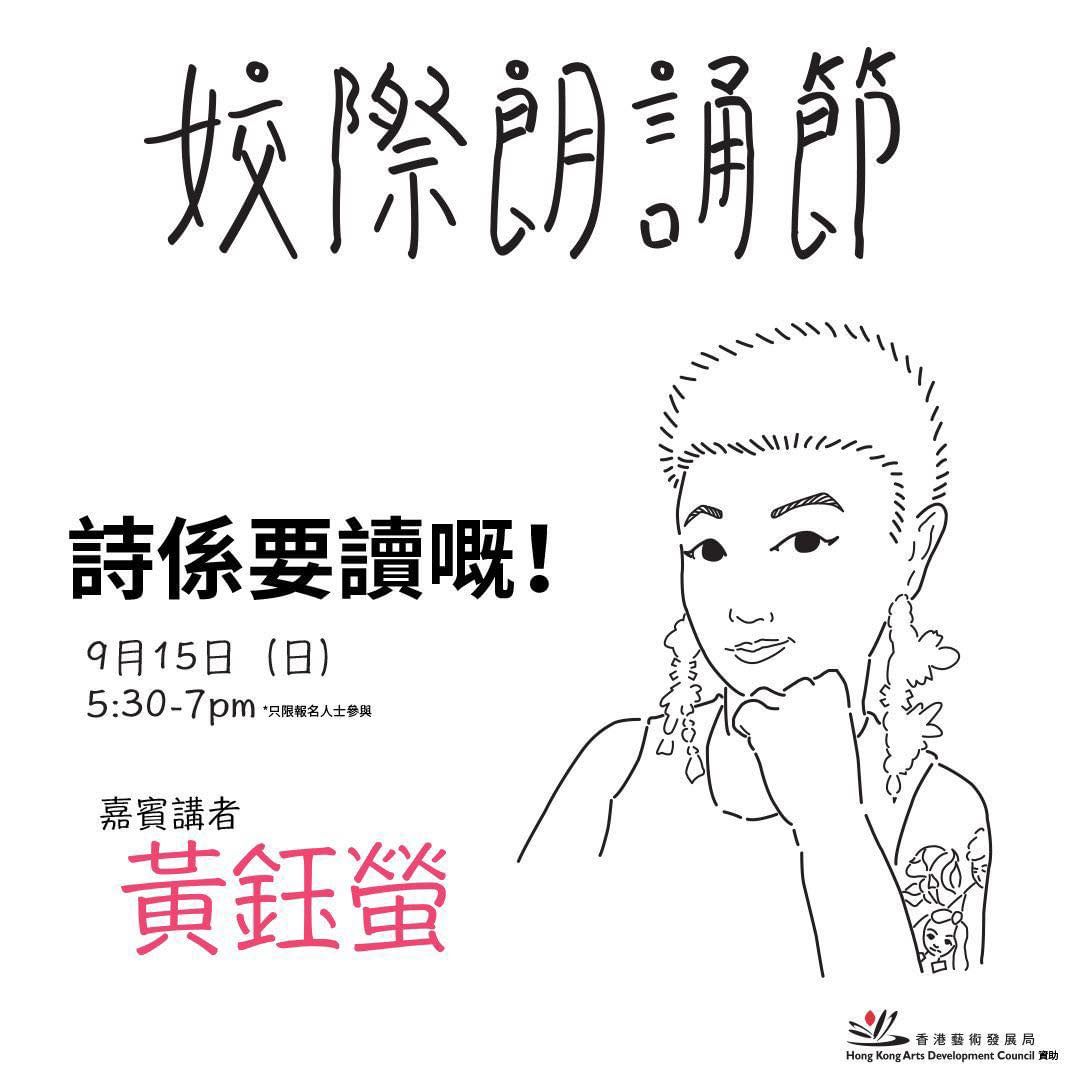 姣際朗誦節
詩係要讀嘅！
9月15日（日）
5:30-7pm *只限報名人士參與
嘉賓講者
黃鈺螢
香港藝術發展局
Hong Kong Arts Development Council 資助